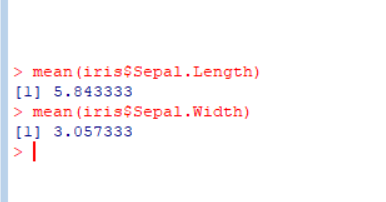 > mean(iris$Sepal.Length)
[1] 5.843333
> mean(iris$Sepal.Width)
[1] 3.057333
>